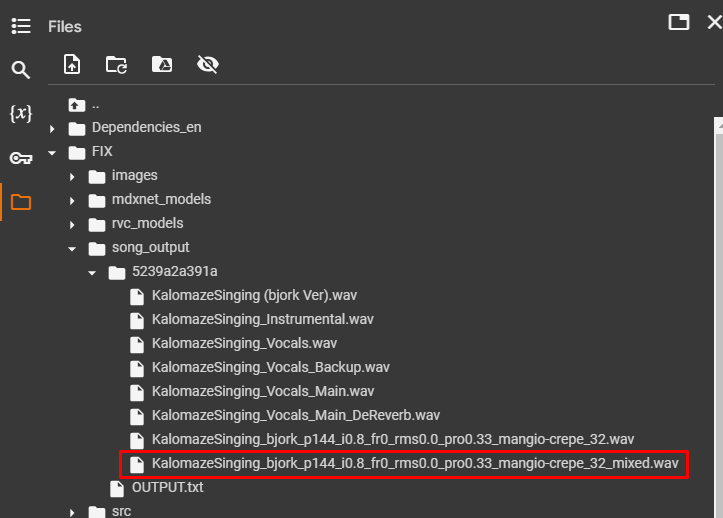 Files
{x}
..
Dependencies_en
FIX
images
mdxnet_models
rvc_models
song_output
5239a2a391a
KalomazeSinging (bjork Ver).wav
KalomazeSinging_Instrumental.wav
KalomazeSinging_Vocals.wav
KalomazeSinging_Vocals_Backup.wav
KalomazeSinging_Vocals_Main.wav
KalomazeSinging_Vocals_Main_DeReverb.wav
KalomazeSinging_bjork_p144_i0.8_fr0_rms0.0_pro0.33_mangio-crepe_32.wav
KalomazeSinging_bjork_p144_i0.8_fr0_rms0.0_pro0.33_mangio-crepe_32_mixed.wav
OUTPUT.txt
src